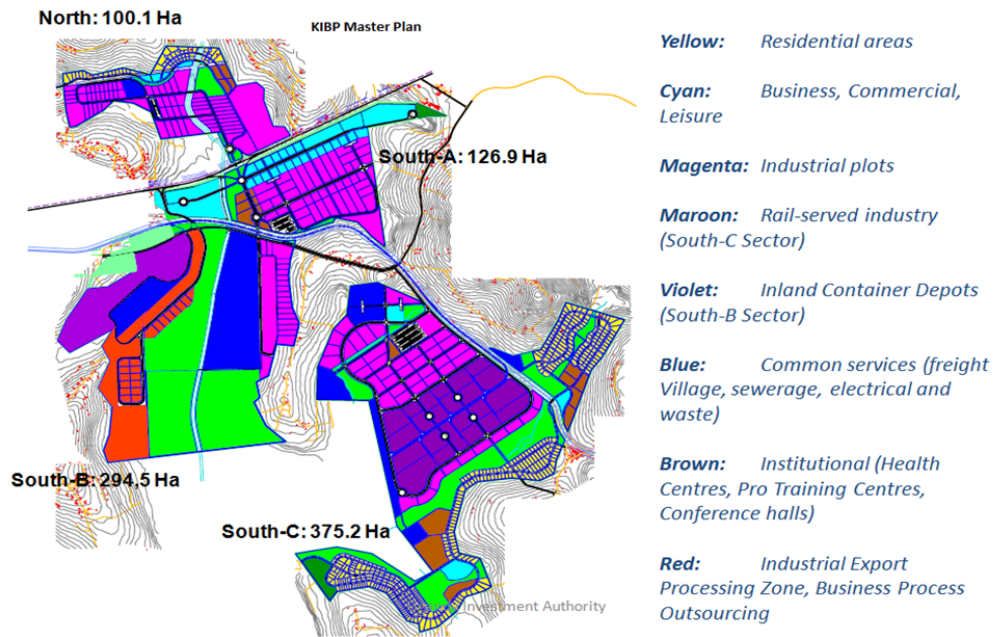 North: 100.1 Ha
KIBP Master Plan
South-A: 126.9 Ha
South-B: 294,5 Ha
South-C: 375.2 Ha
Investment Authority
Yellow: Residential areas
Cyan: Business, Commercial,
Leisure
Magenta: Industrial plots
Maroon: Rail-served industry
(South-C Sector)
Violet: Inland Container Depots
(South-B Sector)
Blue: Common services (freight
Village, sewerage, electrical and
waste)
Brown: Institutional (Health
Centres, Pro Training Centres,
Conference halls)
Red: Industrial Export
Processing Zone, Business Process
Outsourcing